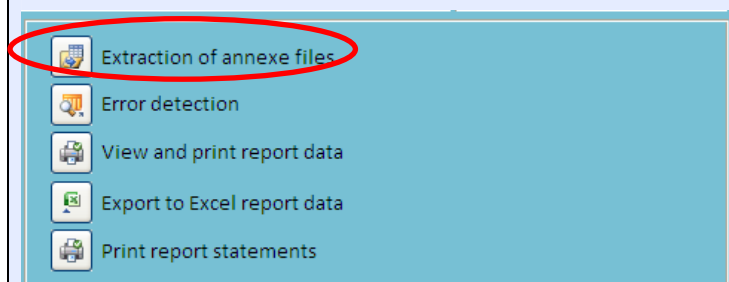 Extraction of annexe files
Error detection
View and print report data
Export to Excel report data
Print report statements